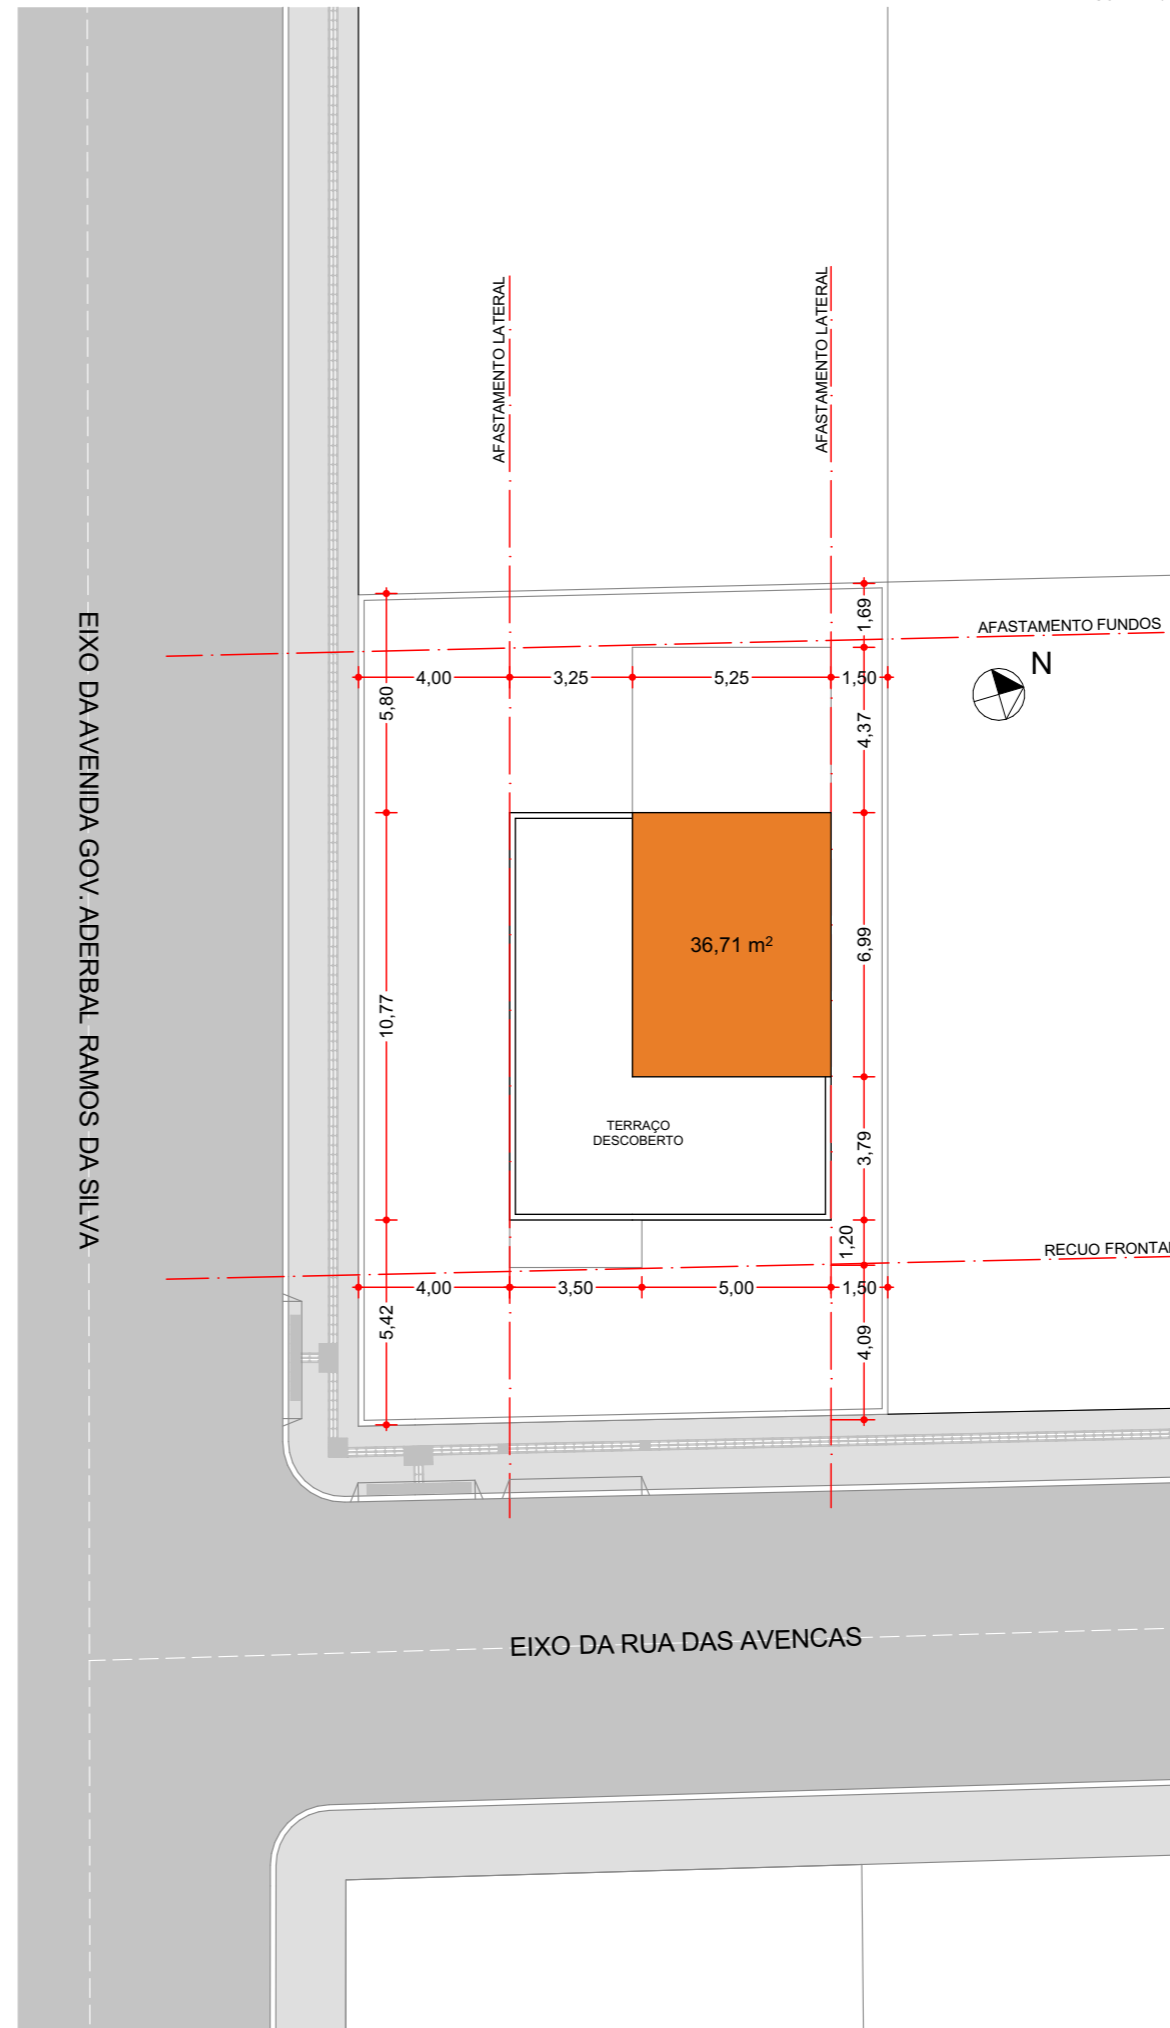 AFASTAMENTO LATERAL
AFASTAMENTO LATERAL
1,69
AFASTAMENTO FUNDOS
N
4,00
3,25
5,25
1,50
5,80
4,37
EIXO DA AVENIDA GOV. ADERBAL RAMOS DA SILVA
36,71 m²
6,99
10,77
TERRAÇO
DESCOBERTO
3,79
1,20
RECUO FRONTA
4,00
3,50
5,00
1,50
5,42
4,09
EIXO DA RUA DAS AVENCAS